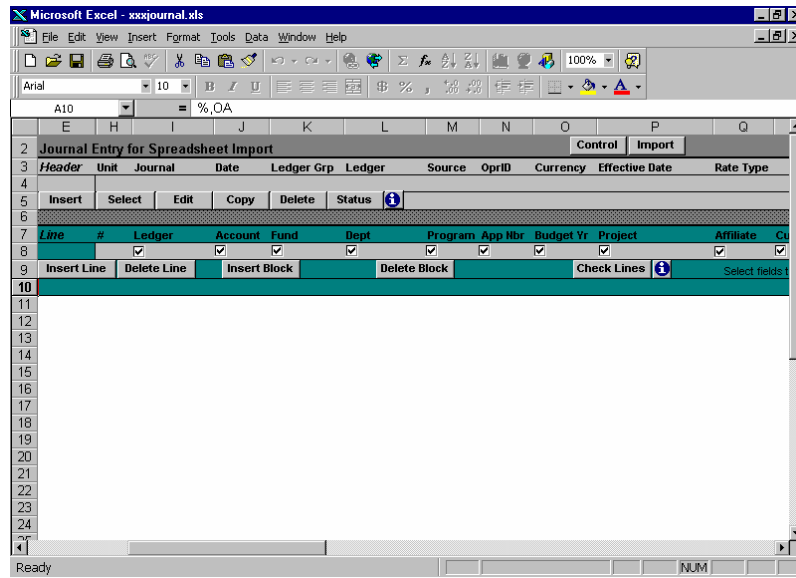 Microsoft Excel - xxxjournal.xls
File Edit View Insert Format Tools Data Window Help
100%
Arial 10 B I U $ % ,
A10 = %,OA
E H I J K L M N O P Q
2 Journal Entry for Spreadsheet Import Control Import
3 Header Unit Journal Date Ledger Grp Ledger Source OprID Currency Effective Date Rate Type
4
5 Insert Select Edit Copy Delete Status
6
7 Line # Ledger Account Fund Dept Program App Nbr Budget Yr Project Affiliate Cu
8
9 Insert Line Delete Line Insert Block Delete Block Check Lines Select fields t
10
11
12
13
14
15
16
17
18
19
20
21
22
23
24
Ready NUM